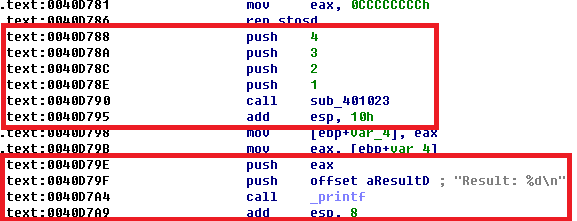 .text:0040D781 mov eax, 0CCCCCCCCh
.text:0040D786 rep stosd
.text:0040D788 push 4
.text:0040D78A push 3
.text:0040D78C push 2
.text:0040D78E push 1
.text:0040D790 call sub_401023
.text:0040D795 add esp, 10h
.text:0040D798 mov [ebp+var_4], eax
.text:0040D79B mov eax, [ebp+var_4]
.text:0040D79E push eax
.text:0040D79F push offset aResultD ; "Result: %d\n"
.text:0040D7A4 call _printf
.text:0040D7A9 add esp, 8